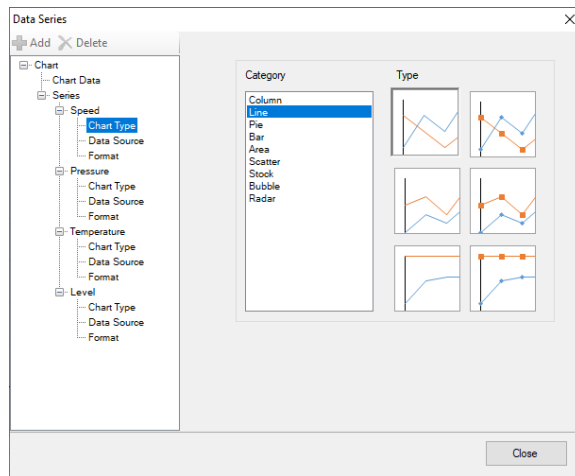 Data Series
Add Delete
Chart
Chart Data
Series
Speed
Chart Type
Data Source
Format
Pressure
Chart Type
Data Source
Format
Temperature
Chart Type
Data Source
Format
Level
Chart Type
Data Source
Format
Category
Column
Line
Pie
Bar
Area
Scatter
Stock
Bubble
Radar
Type
Close